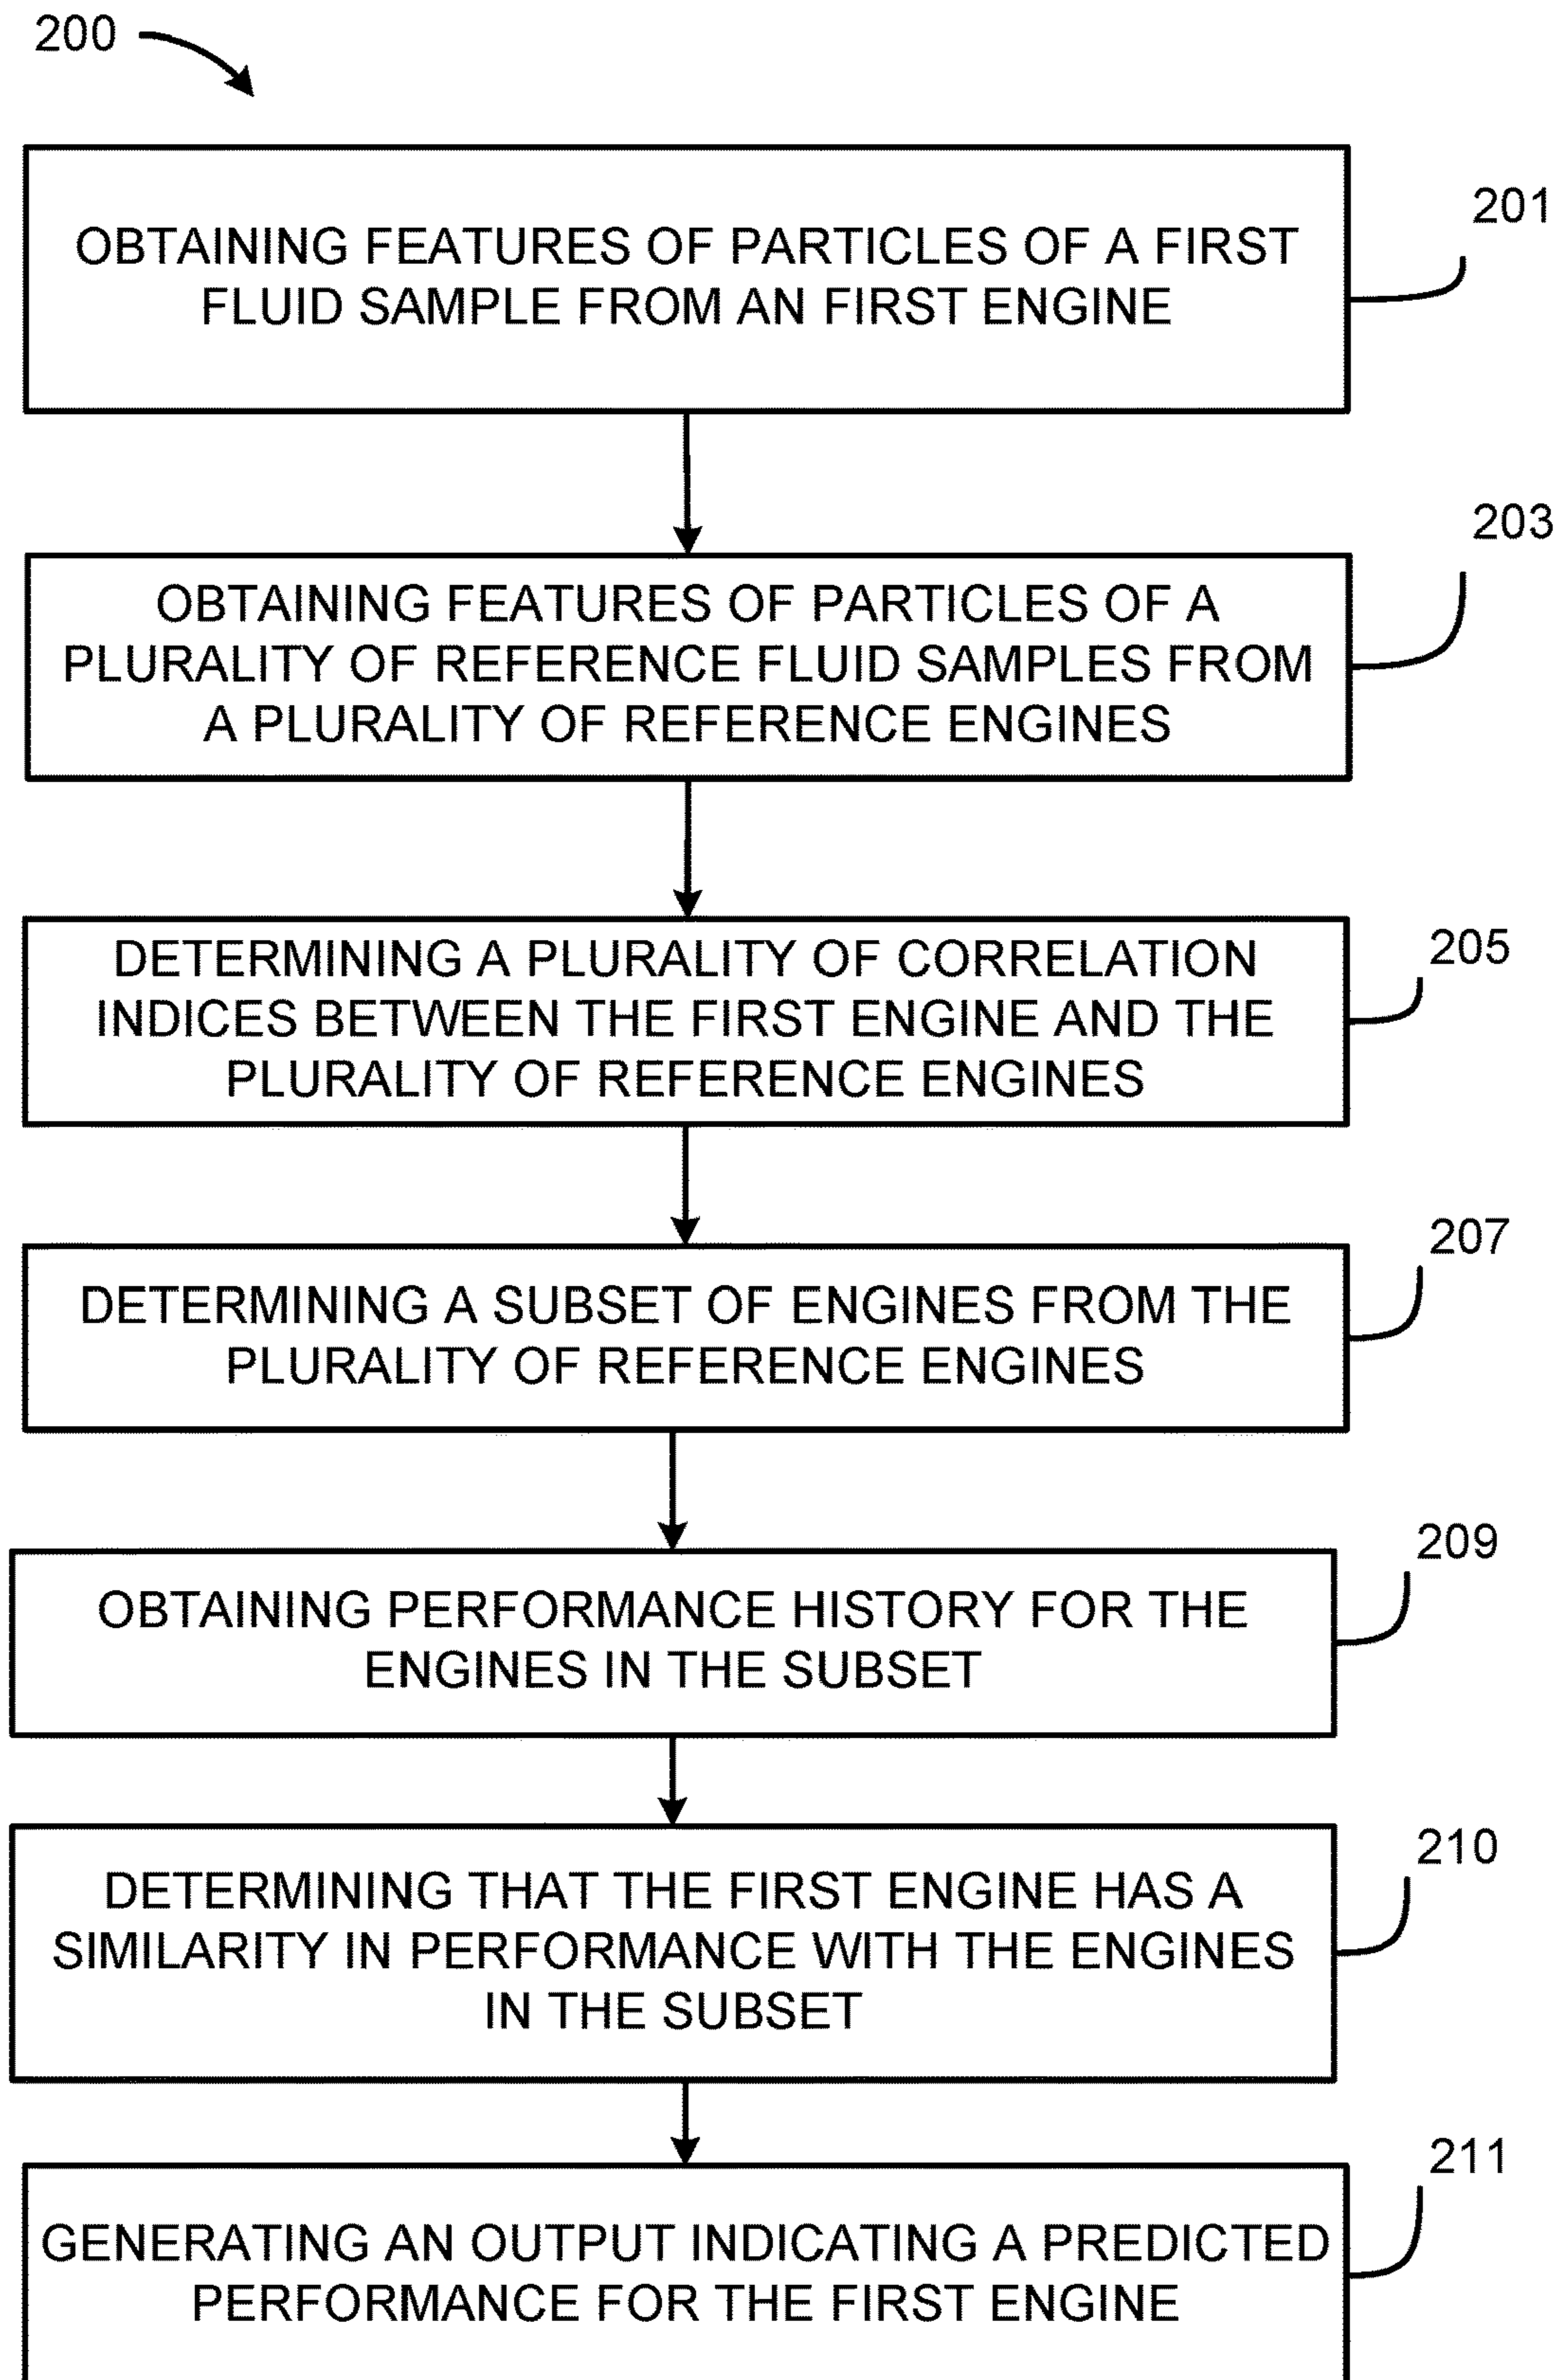 200
OBTAINING FEATURES OF PARTICLES OF A FIRST
FLUID SAMPLE FROM AN FIRST ENGINE
201
OBTAINING FEATURES OF PARTICLES OF A
PLURALITY OF REFERENCE FLUID SAMPLES FROM
A PLURALITY OF REFERENCE ENGINES
203
DETERMINING A PLURALITY OF CORRELATION
INDICES BETWEEN THE FIRST ENGINE AND THE
PLURALITY OF REFERENCE ENGINES
205
DETERMINING A SUBSET OF ENGINES FROM THE
PLURALITY OF REFERENCE ENGINES
207
OBTAINING PERFORMANCE HISTORY FOR THE
ENGINES IN THE SUBSET
209
DETERMINING THAT THE FIRST ENGINE HAS A
SIMILARITY IN PERFORMANCE WITH THE ENGINES
IN THE SUBSET
210
GENERATING AN OUTPUT INDICATING A PREDICTED
PERFORMANCE FOR THE FIRST ENGINE
211